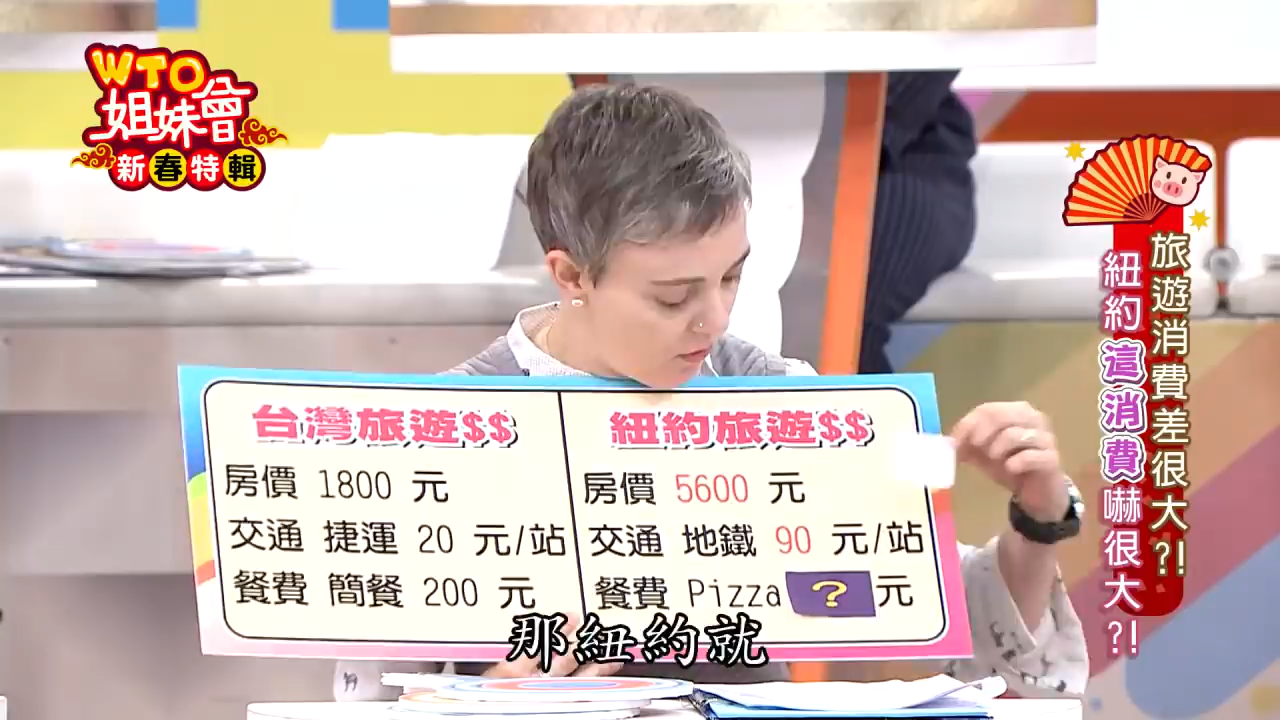 WTO
姐妹會
新春特輯
旅遊消費差很大?!
紐約這消費嚇很大?!
台灣旅遊$$
房價 1800 元
交通 捷運 20 元/站
餐費 簡餐 200 元
紐約旅遊$$
房價 5600 元
交通 地鐵 90 元/站
餐費 Pizza ? 元
那紐約就